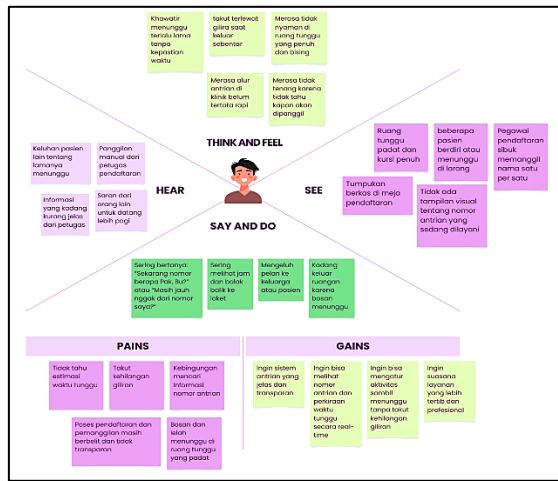 Khawatir
menunggu
terlalu lama
tanpa
kepastian
waktu
takut terlewat
gilira saat
keluar
sebentar
Merasa tidak
nyaman di
ruang tunggu
yang penuh
dan bising
Merasa alur
antrian di
klinik belum
tertata rapi
Merasa tidak
tenang karena
tidak tahu
kapan akan
dipanggil
THINK AND FEEL
Keluhan pasien
lain tentang
lamanya
menunggu
Panggilan
manual dari
petugas
pendaftaran
Informasi
yang kadang
kurang jelas
dari petugas
Saran dari
orang lain
untuk datang
lebih pagi
HEAR
SEE
Ruang
tunggu
padat dan
kursi penuh
beberapa
pasien
berdiri atau
menunggu
di lorong
Pegawai
pendaftaran
sibuk
memanggil
nama satu
per satu
Tumpukan
berkas di meja
pendaftaran
Tidak ada
tampilan visual
tentang nomor
antrian yang
sedang dilayani
SAY AND DO
Sering bertanya:
"Sekarang nomor
berapa Pak, Bu?"
atau "Masih jauh
nggak dari nomor
saya?"
Sering
melihat jam
dan bolak
balik ke
loket
Mengeluh
pelan ke
keluarga
atau pasien
Kadang
keluar
ruangan
karena
bosan
menunggu
PAINS
Tidak tahu
estimasi
waktu tunggu
Takut
kehilangan
giliran
Kebingungan
mencari
informasi
nomor antrian
Poses pendaftaran dan
pemanggilan masih
berbelit dan tidak
transparan
Bosan dan
lelah
menunggu di
ruang tunggu
yang padat
GAINS
Ingin sistem
antrian yang
jelas dan
transparan
Ingin bisa
melihat
nomor
antrian dan
perkiraan
waktu
tunggu
secara real-
time
Ingin bisa
mengatur
aktivitas
sambil
menunggu
tanpa takut
kehilangan
giliran
Ingin
suasana
layanan
yang lebih
tertib dan
profesional